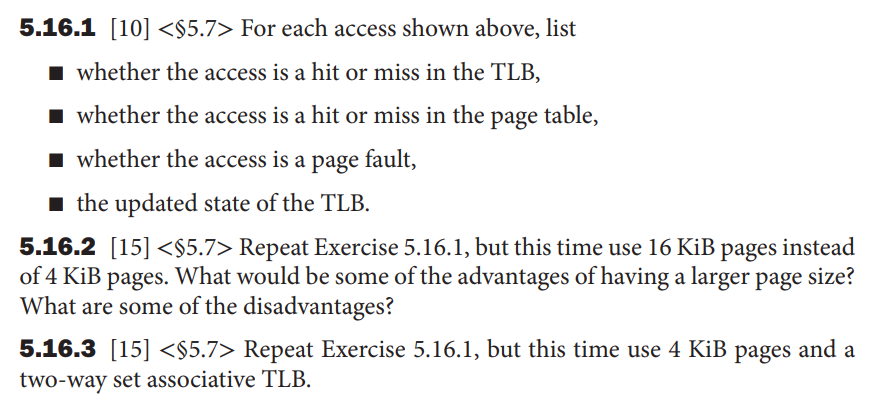 5.16.1 [10] <§5.7> For each access shown above, list
■ whether the access is a hit or miss in the TLB,
■ whether the access is a hit or miss in the page table,
■ whether the access is a page fault,
■ the updated state of the TLB.
5.16.2 [15] <§5.7> Repeat Exercise 5.16.1, but this time use 16 KiB pages instead
of 4 KiB pages. What would be some of the advantages of having a larger page size?
What are some of the disadvantages?
5.16.3 [15] <§5.7> Repeat Exercise 5.16.1, but this time use 4 KiB pages and a
two-way set associative TLB.